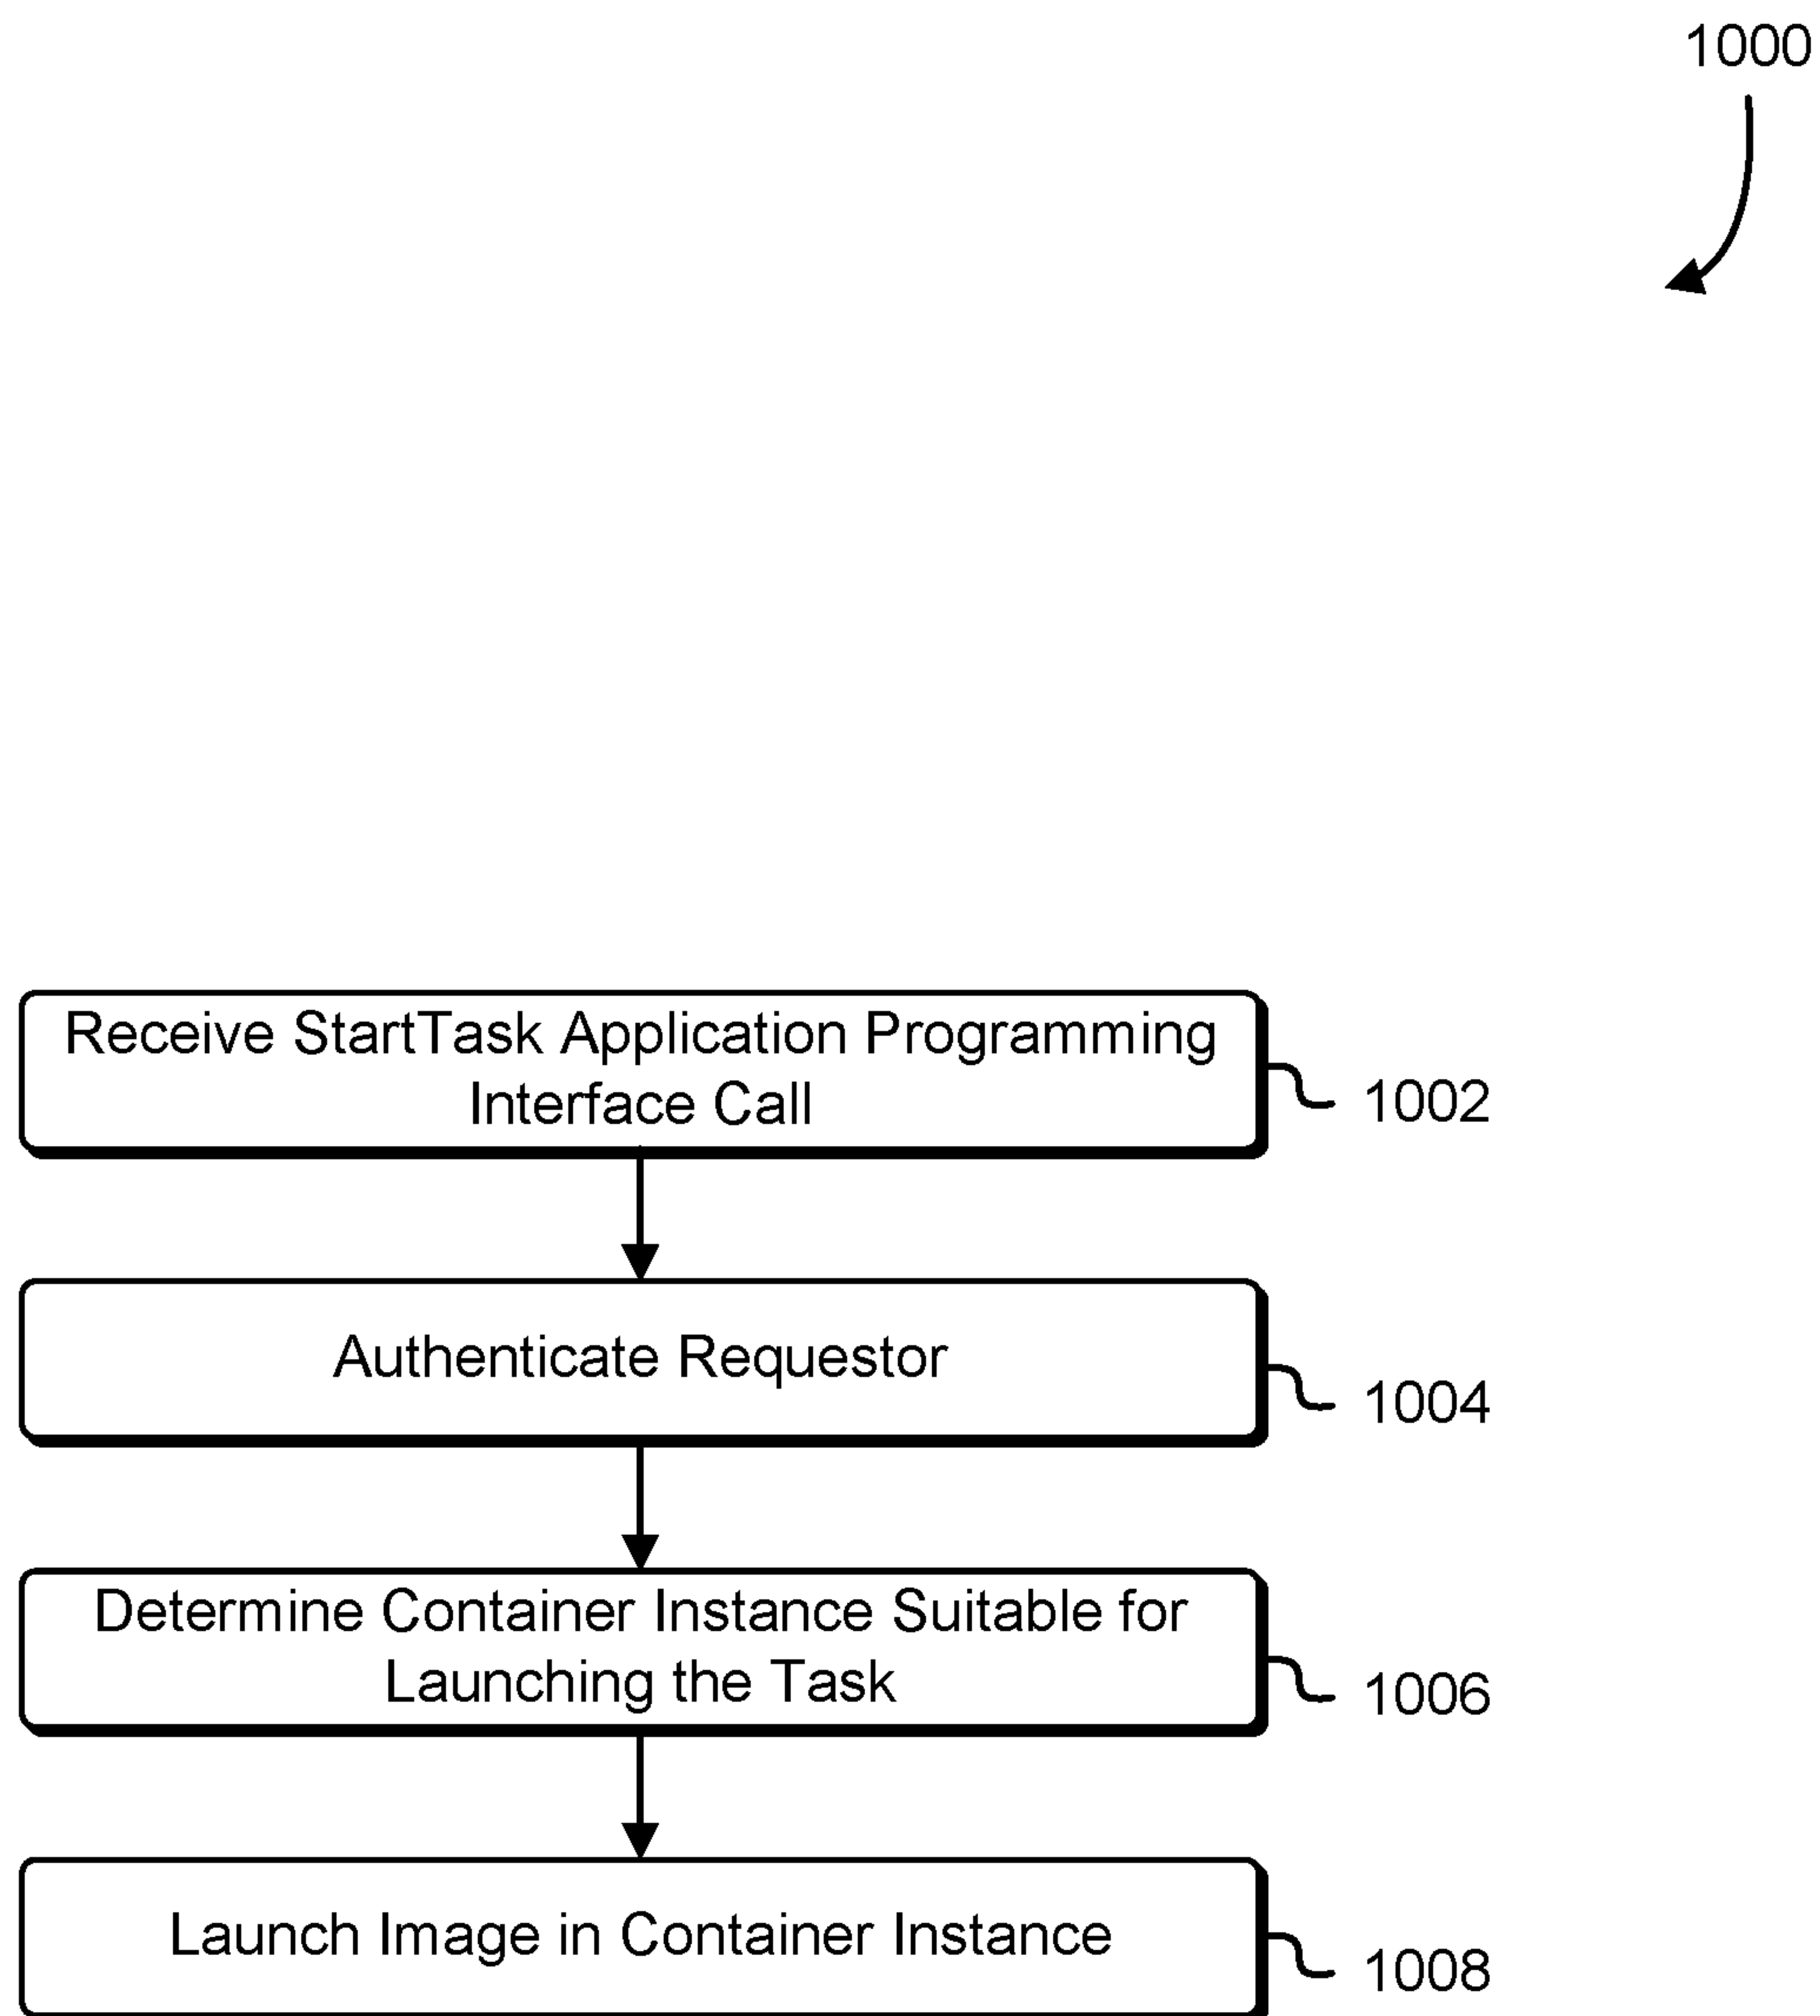 1000
Receive StartTask Application Programming
Interface Call
1002
Authenticate Requestor
1004
Determine Container Instance Suitable for
Launching the Task
1006
Launch Image in Container Instance
1008